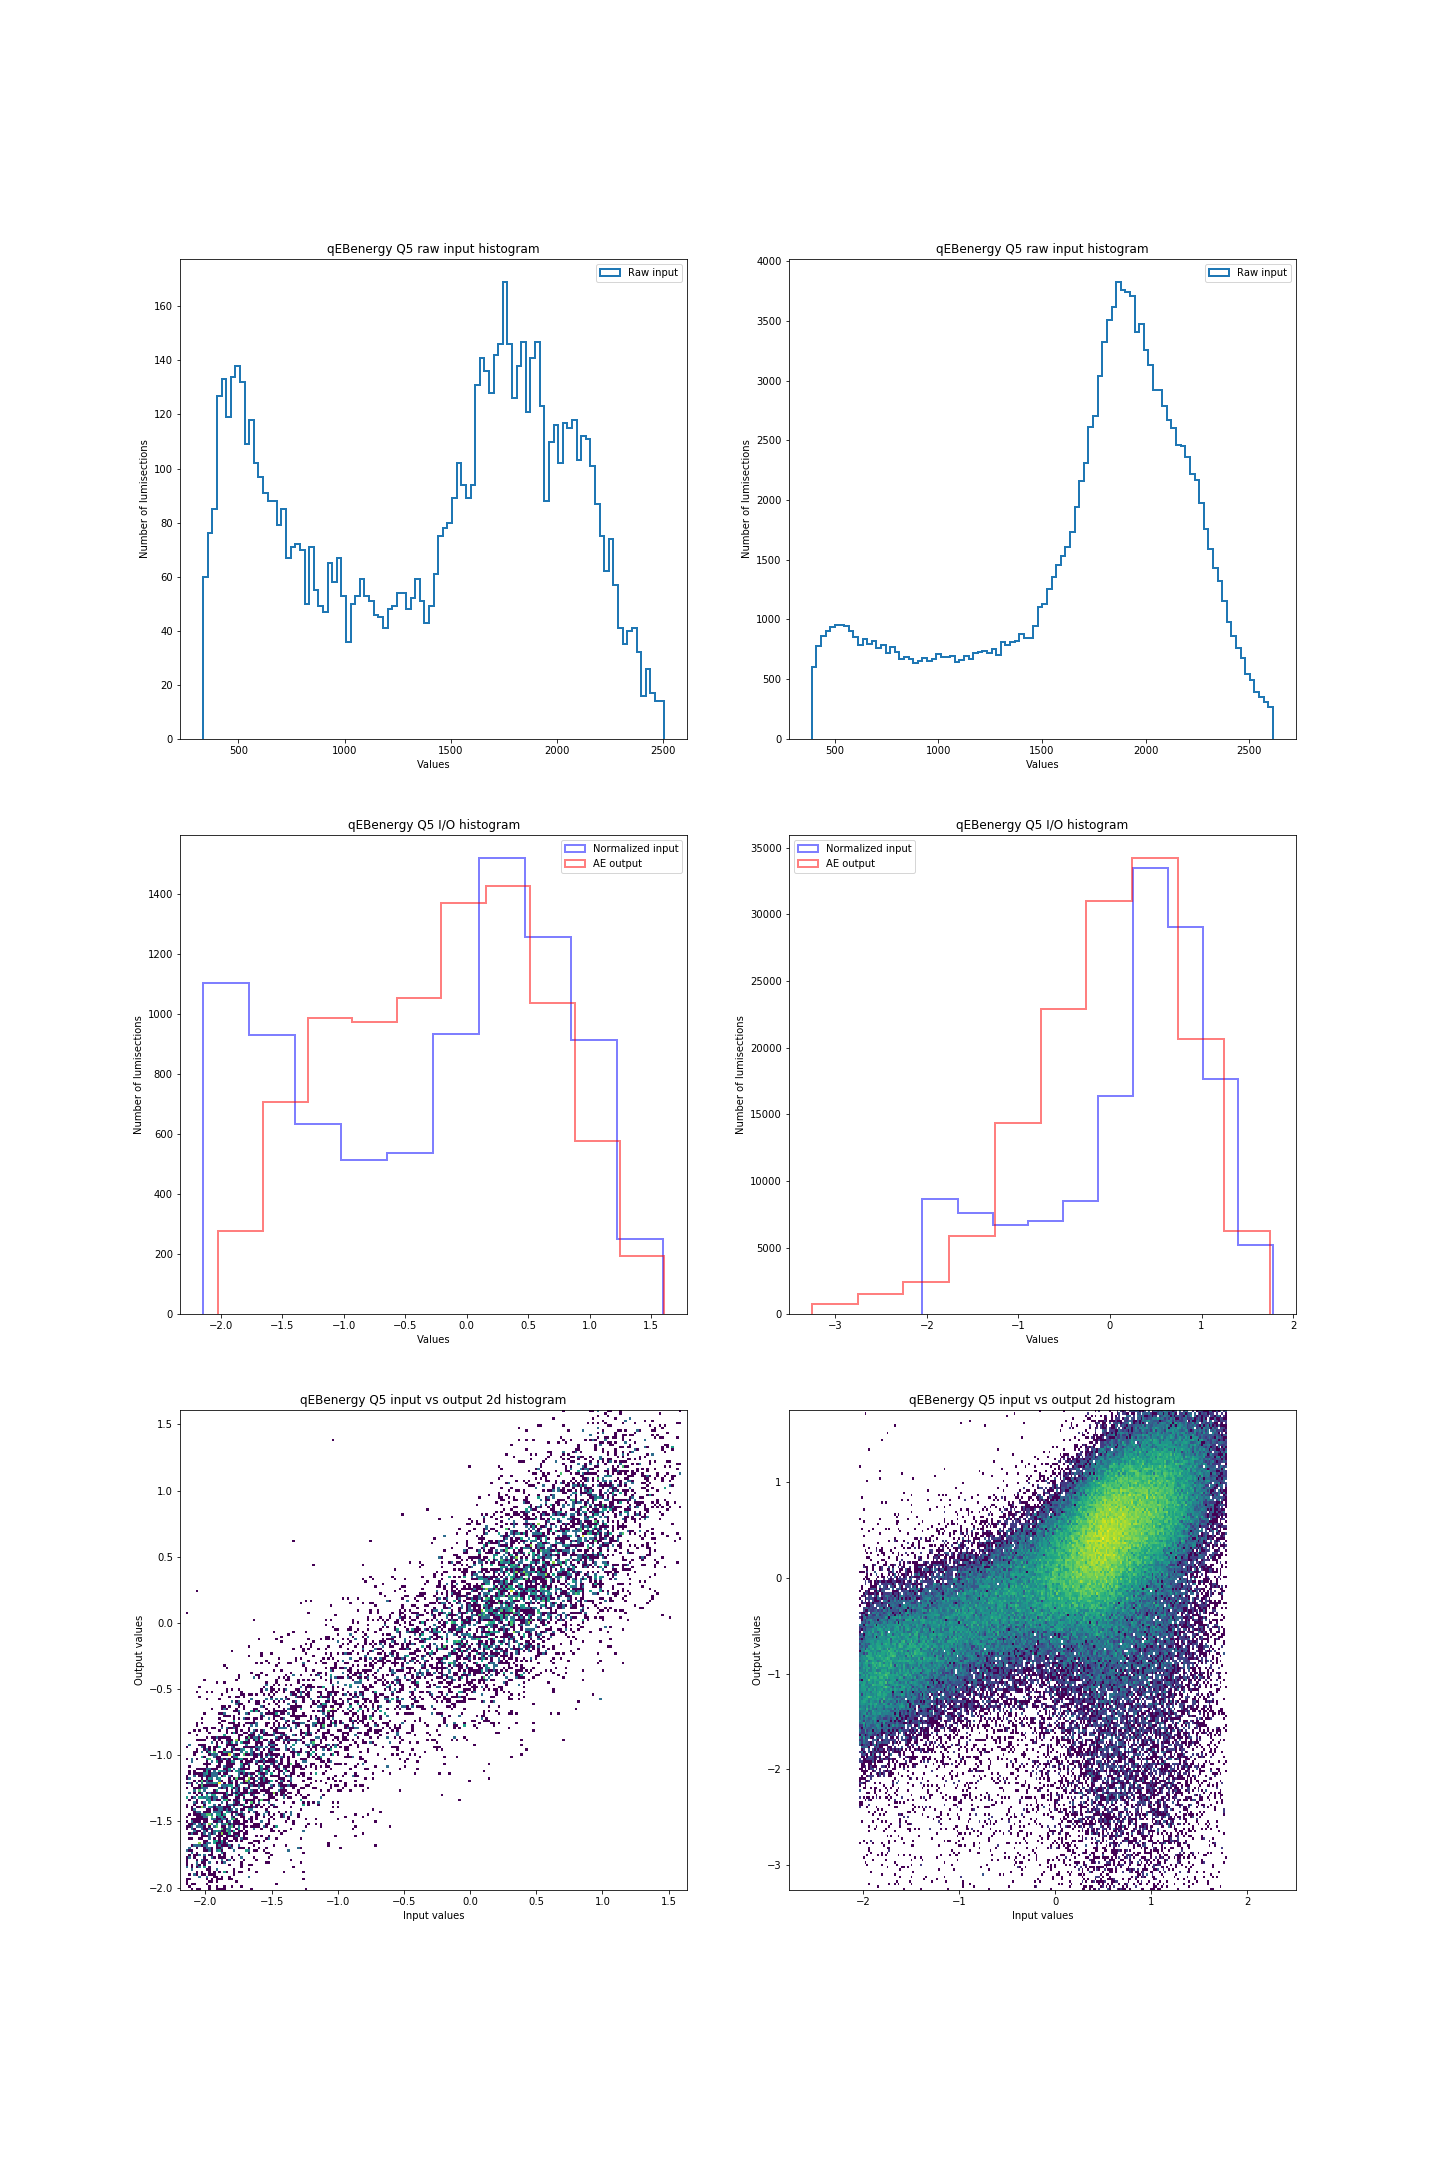 qEBenergy Q5 raw input histogram
Raw input
Number of lumisections
160
140
120
100
80
60
40
20
0
500 1000 1500 2000 2500
Values
qEBenergy Q5 raw input histogram
Raw input
Number of lumisections
4000
3500
3000
2500
2000
1500
1000
500
0
500 1000 1500 2000 2500
Values
qEBenergy Q5 I/O histogram
Normalized input
AE output
Number of lumisections
1400
1200
1000
800
600
400
200
0
−2.0 −1.5 −1.0 −0.5 0.0 0.5 1.0 1.5
Values
qEBenergy Q5 I/O histogram
Normalized input
AE output
Number of lumisections
35000
30000
25000
20000
15000
10000
5000
0
−3 −2 −1 0 1 2
Values
qEBenergy Q5 input vs output 2d histogram
Output values
1.5
1.0
0.5
0.0
−0.5
−1.0
−1.5
−2.0
−2.0 −1.5 −1.0 −0.5 0.0 0.5 1.0 1.5
Input values
qEBenergy Q5 input vs output 2d histogram
Output values
1
0
−1
−2
−3
−2 −1 0 1 2
Input values